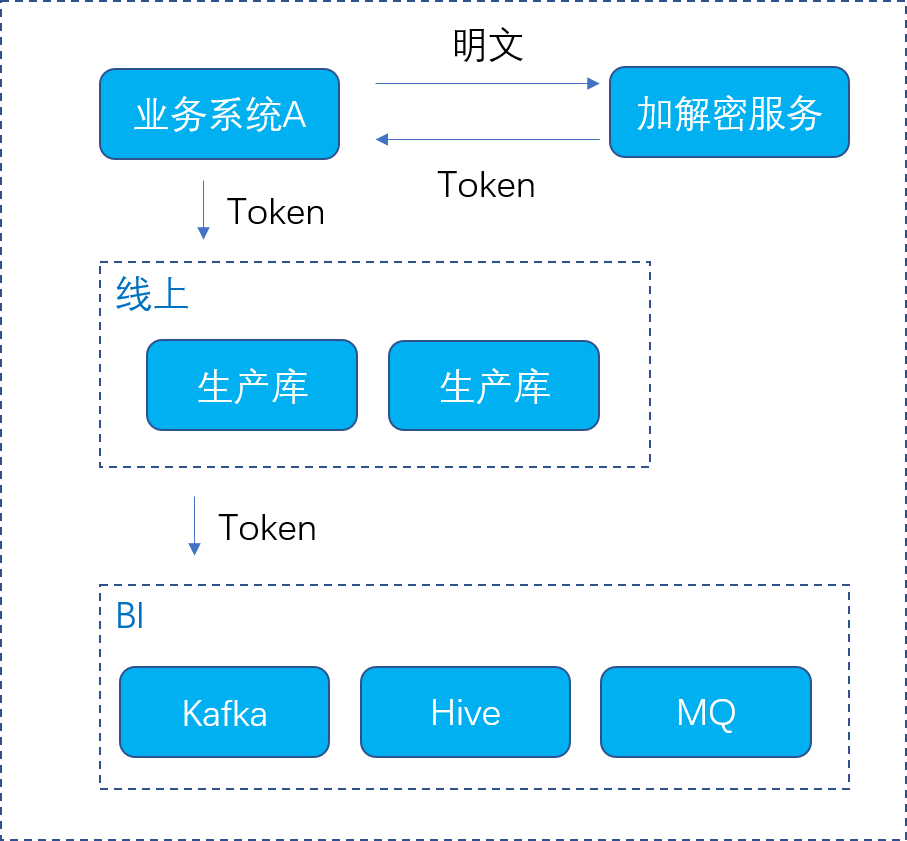 明文
业务系统A
加解密服务
Token
Token
线上
生产库
生产库
Token
BI
Kafka
Hive
MQ